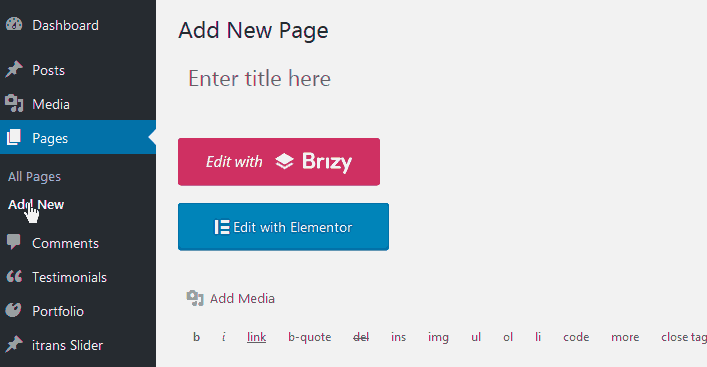 Dashboard
Posts
Media
Pages
All Pages
Add New
Comments
Testimonials
Portfolio
itrans Slider
Add New Page
Enter title here
Edit with Brizy
Edit with Elementor
Add Media
b i link b-quote del ins img ul ol li code more close tag